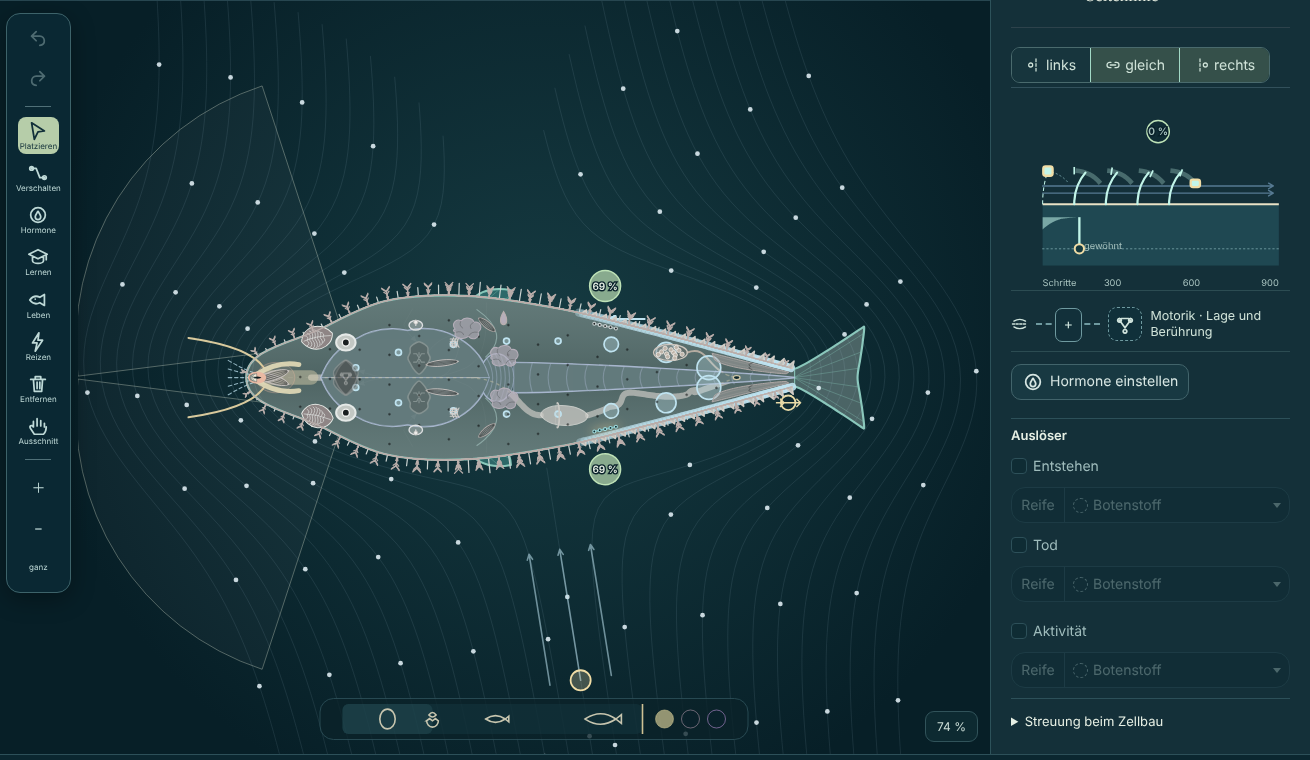 Platzieren
Verschalten
Hormone
Lernen
Leben
Reizen
Entfernen
Ausschnitt
+
-
ganz
69 %
69 %
74 %
links
gleich
rechts
0 %
gewöhnt
Schritte 300 600 900
+
Motorik · Lage und
Berührung
Hormone einstellen
Auslöser
Entstehen
Reife Botenstoff
Tod
Reife Botenstoff
Aktivität
Reife Botenstoff
Streuung beim Zellbau